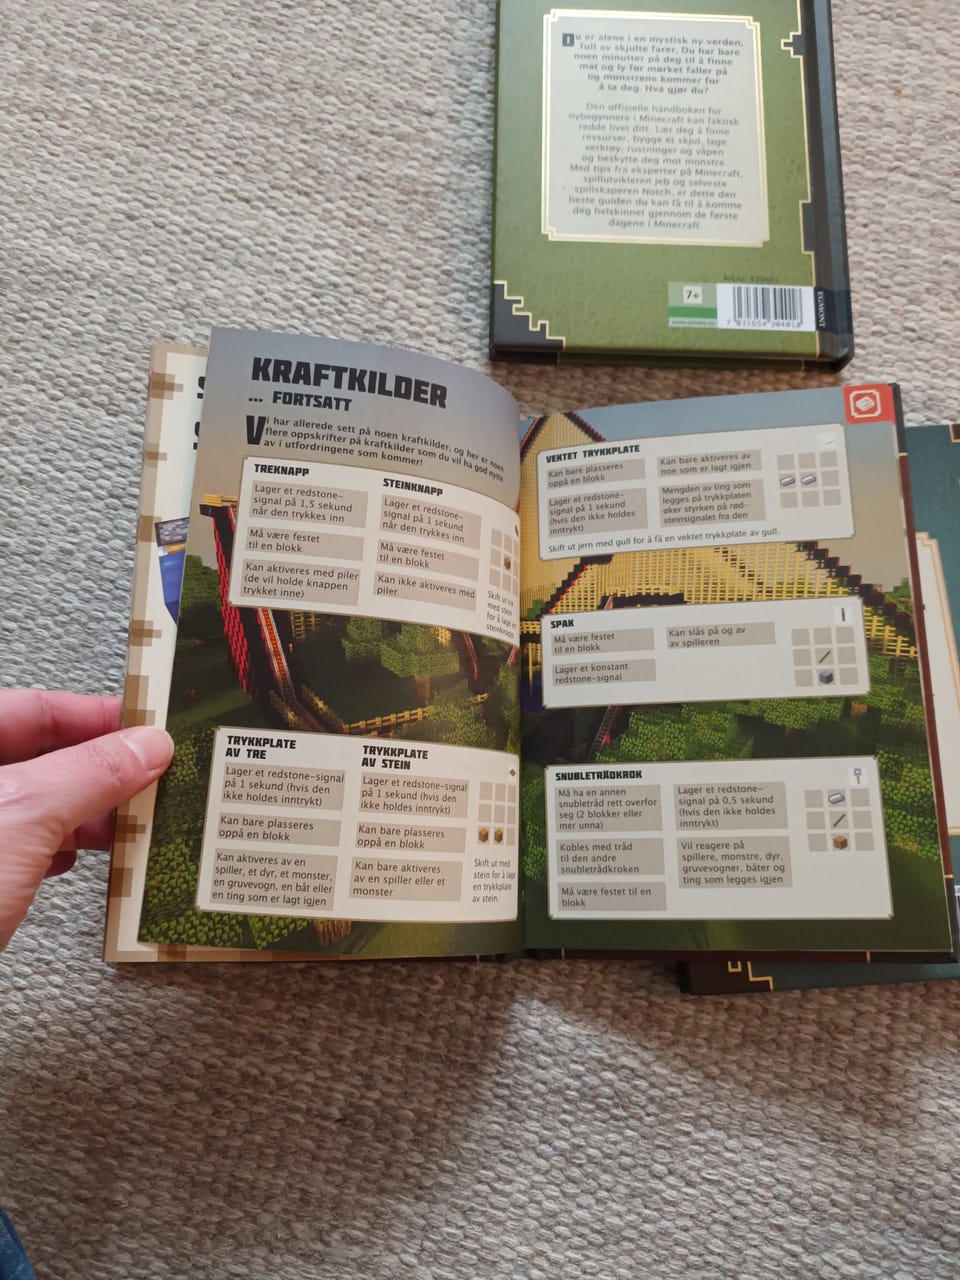 Du er alene i en mystisk ny verden,
full av skjulte farer. Du har bare
noen minutter på deg til å finne
mat og ly før mørket faller på
og monstrene kommer for
å ta deg. Hva gjør du?
Den offisielle håndboken for
nybegynnere i Minecraft kan faktisk
redde livet ditt. Lær deg å finne
ressurser, bygge et skjul, lage
verktøy, rustninger og våpen
og beskytte deg mot monstre.
Med tips fra eksperter på Minecraft,
spillutvikleren Jeb og selveste
spillskaperen Notch, er dette den
beste guiden du kan få til å komme
deg helskinnet gjennom de første
dagene i Minecraft.
7+
EGMONT
KRAFTKILDER
... FORTSATT
Vi har allerede sett på noen kraftkilder, og her er noen
flere oppskrifter på kraftkilder som du vil ha god nytte
av i utfordringene som kommer!
TREKNAPP
Lager et redstone-
signal på 1,5 sekund
når den trykkes inn
Må være festet
til en blokk
Kan aktiveres med piler
(de vil holde knappen
trykket inne)
STEINKNAPP
Lager et redstone-
signal på 1 sekund
når den trykkes inn
Må være festet
til en blokk
Kan ikke aktiveres med
piler
Skift ut tre
med stein
for å lage en
steinknapp.
TRYKKPLATE
AV TRE
Lager et redstone-signal
på 1 sekund (hvis den
ikke holdes inntrykt)
Kan bare plasseres
oppå en blokk
Kan aktiveres av en
spiller, et dyr, et monster,
en gruvevogn, en båt eller
en ting som er lagt igjen
TRYKKPLATE
AV STEIN
Lager et redstone-signal
på 1 sekund (hvis den
ikke holdes inntrykt)
Kan bare plasseres
oppå en blokk
Kan bare aktiveres
av en spiller eller et
monster
Skift ut med
stein for å lage
en trykkplate
av stein.
VEKTET TRYKKPLATE
Kan bare plasseres
oppå en blokk
Lager et redstone-
signal på 1 sekund
(hvis den ikke holdes
inntrykt)
Kan bare aktiveres av
noe som er lagt igjen
Mengden av ting som
legges på trykkplaten
øker styrken på rød-
steinsignalet fra den
Skift ut jern med gull for å få en vektet trykkplate av gull.
SPAK
Må være festet
til en blokk
Lager et konstant
redstone-signal
Kan slås på og av
av spilleren
SNUBLETRÅDKROK
Må ha en annen
snubletråd rett overfor
seg (2 blokker eller
mer unna)
Kobles med tråd
til den andre
snubletrådkroken
Må være festet til en
blokk
Lager et redstone-
signal på 0,5 sekund
(hvis den ikke holdes
inntrykt)
Vil reagere på
spillere, monstre, dyr,
gruvevogner, båter og
ting som legges igjen